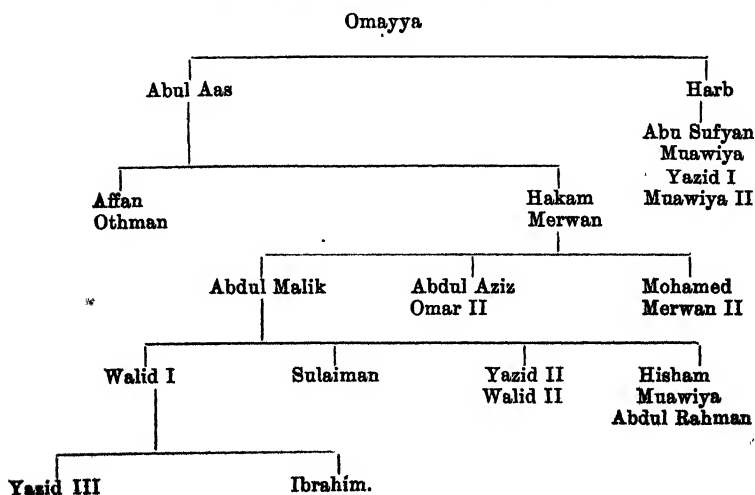 Omayya
Abul Aas Harb
Abu Sufyan
Muawiya
Yazid I
Muawiya II
Affan
Othman
Hakam
Merwan
Abdul Malik
Abdul Aziz
Omar II
Mohamed
Merwan II
Walid I
Sulaiman
Yazid II
Walid II
Hisham
Muawiya
Abdul Rahman
Yazid III
Ibrahim.